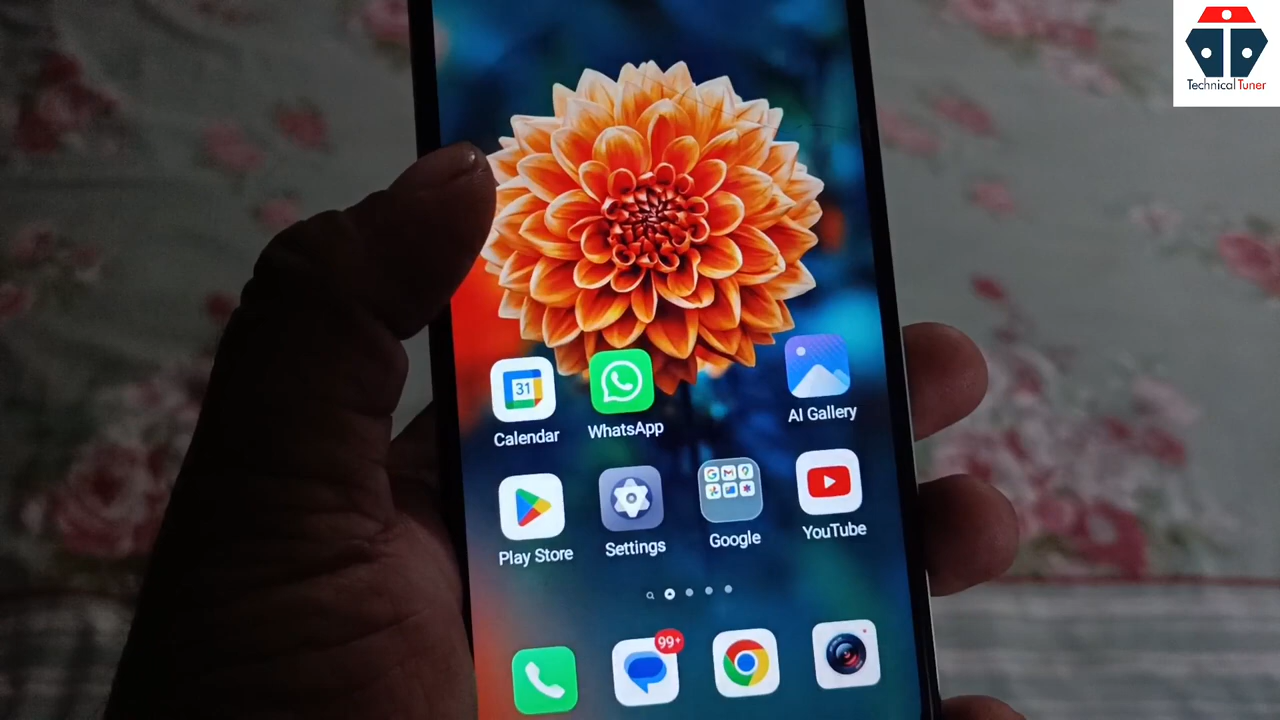 Technical Tuner
31
Calendar
WhatsApp
AI Gallery
Play Store
Settings
Google
YouTube
99+